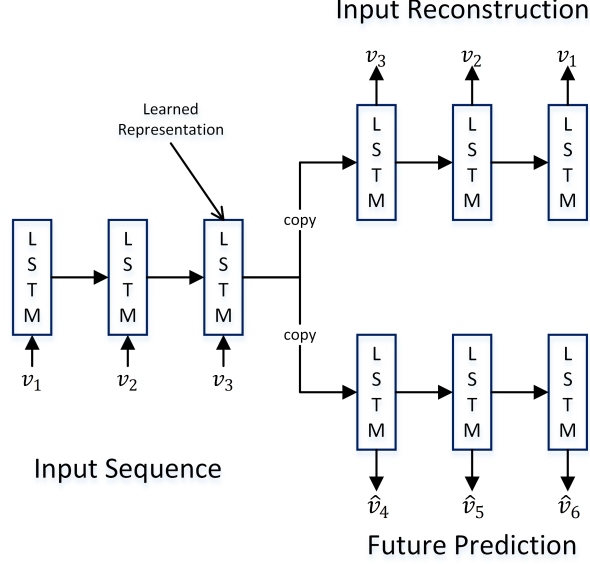 Input Reconstruction
v₃ v₂ v₁
Learned
Representation
L
S
T
M
L
S
T
M
L
S
T
M
copy
L
S
T
M
L
S
T
M
L
S
T
M
copy
v₁ v₂ v₃
L
S
T
M
L
S
T
M
L
S
T
M
Input Sequence
v̂₄ v̂₅ v̂₆
Future Prediction